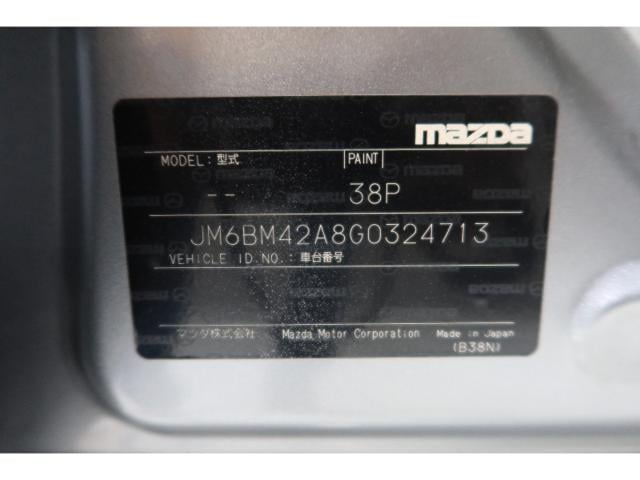 mazda
MODEL:型式 PAINT
-- 38P
JM6BM42A8G0324713
VEHICLE ID.NO.:車台番号
マツダ株式会社 Mazda Motor Corporation Made in Japan
(B38N)